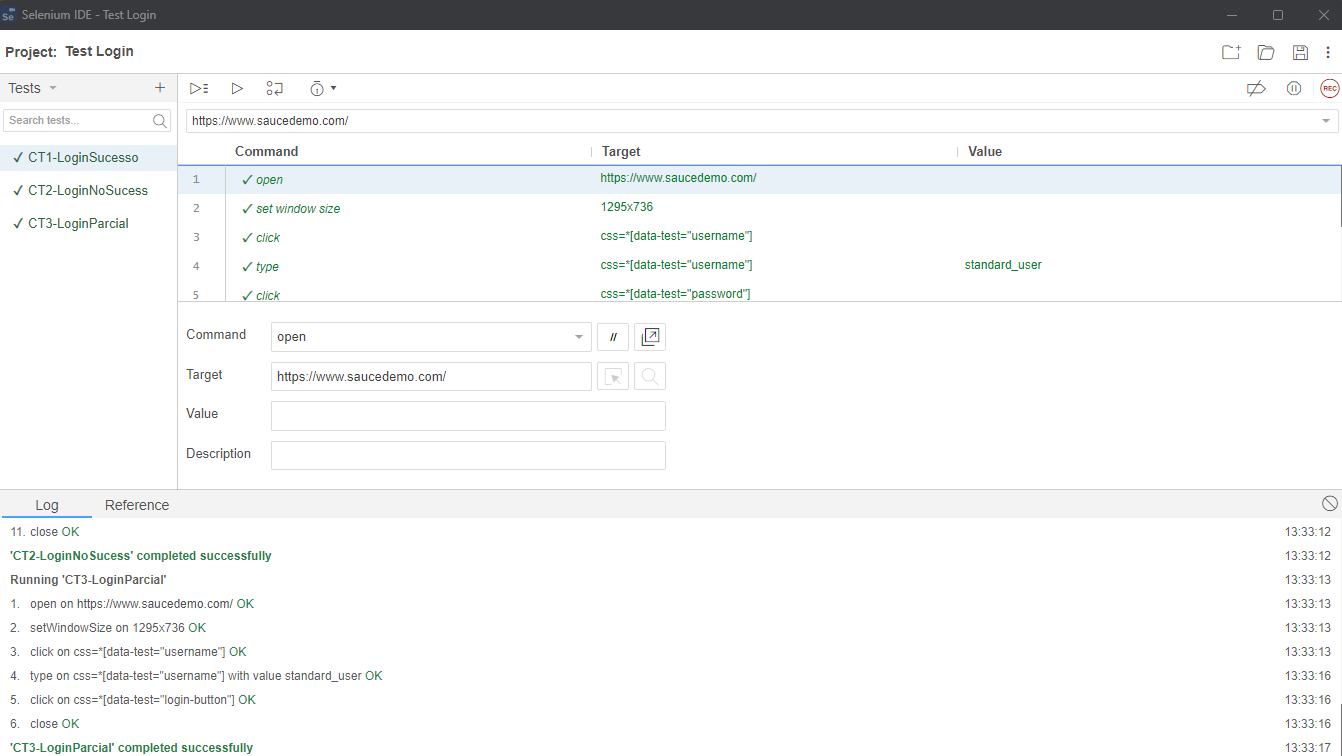 Selenium IDE - Test Login
Project: Test Login
Tests
Search tests...
✓ CT1-LoginSucesso
✓ CT2-LoginNoSucess
✓ CT3-LoginParcial
https://www.saucedemo.com/
Command Target Value
1 ✓ open https://www.saucedemo.com/
2 ✓ set window size 1295x736
3 ✓ click css=*[data-test="username"]
4 ✓ type css=*[data-test="username"] standard_user
5 ✓ click css=*[data-test="password"]
Command open //
Target https://www.saucedemo.com/
Value
Description
REC
Log Reference
11. close OK 13:33:12
'CT2-LoginNoSucess' completed successfully 13:33:12
Running 'CT3-LoginParcial' 13:33:13
1. open on https://www.saucedemo.com/ OK 13:33:13
2. setWindowSize on 1295x736 OK 13:33:13
3. click on css=*[data-test="username"] OK 13:33:13
4. type on css=*[data-test="username"] with value standard_user OK 13:33:16
5. click on css=*[data-test="login-button"] OK 13:33:16
6. close OK 13:33:16
'CT3-LoginParcial' completed successfully 13:33:17